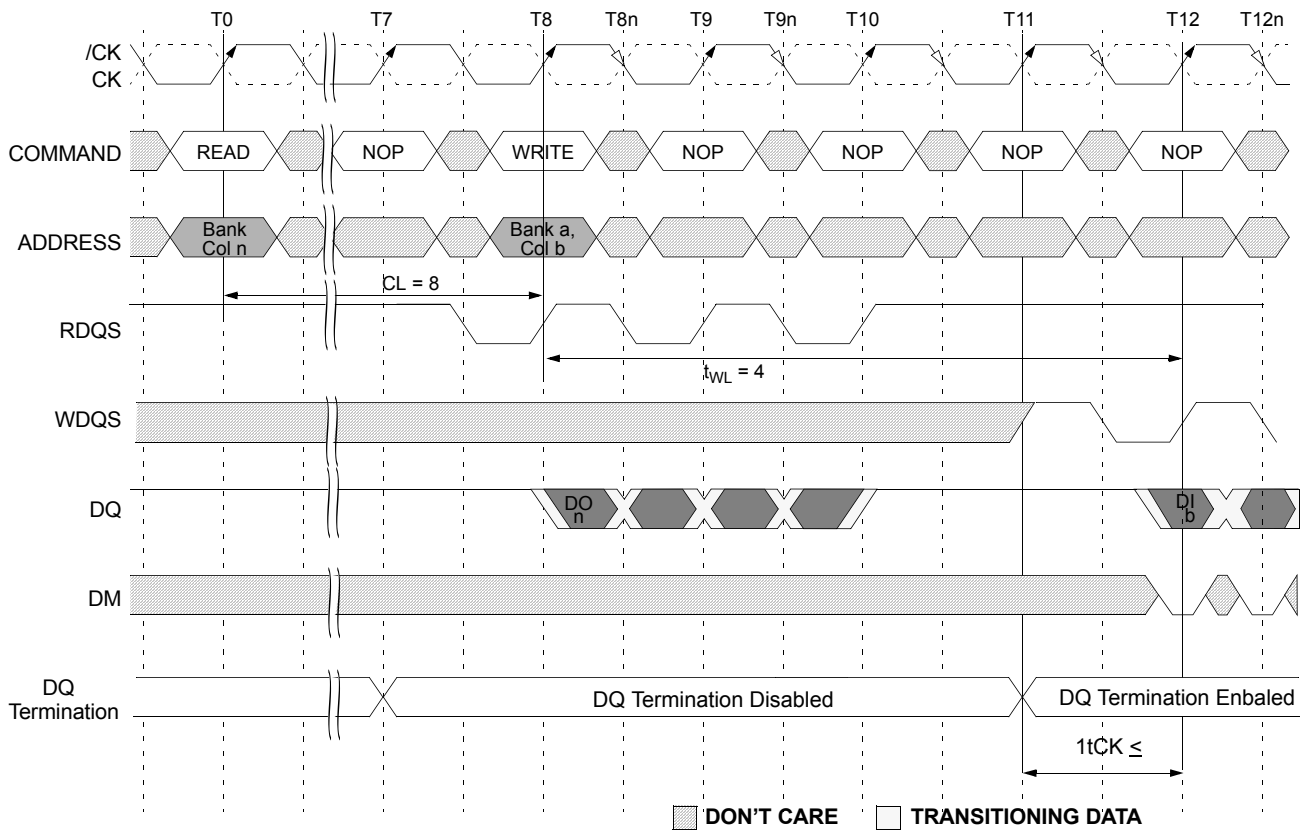 T0 T7 T8 T8n T9 T9n T10 T11 T12 T12n
/CK
CK
COMMAND READ NOP WRITE NOP NOP NOP NOP
ADDRESS Bank Col n Bank a, Col b
CL = 8
RDQS
tWL = 4
WDQS
DQ DO n DI b
DM
DQ Termination DQ Termination Disabled DQ Termination Enbaled
1tCK ≤
DON'T CARE TRANSITIONING DATA